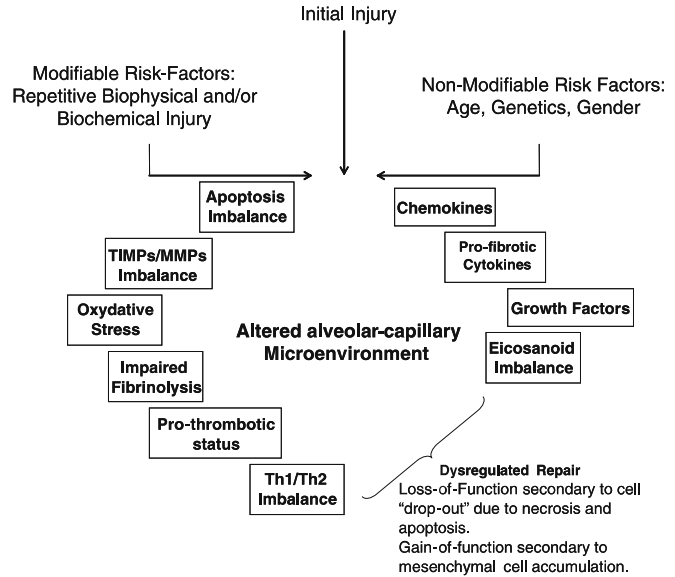 Initial Injury
Modifiable Risk-Factors:
Repetitive Biophysical and/or
Biochemical Injury
Non-Modifiable Risk Factors:
Age, Genetics, Gender
Apoptosis
Imbalance
TIMPs/MMPs
Imbalance
Oxydative
Stress
Impaired
Fibrinolysis
Pro-thrombotic
status
Th1/Th2
Imbalance
Altered alveolar-capillary
Microenvironment
Chemokines
Pro-fibrotic
Cytokines
Growth Factors
Eicosanoid
Imbalance
Dysregulated Repair
Loss-of-Function secondary to cell
“drop-out” due to necrosis and
apoptosis.
Gain-of-function secondary to
mesenchymal cell accumulation.